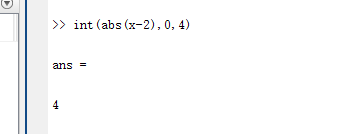 >> int(abs(x-2),0,4)
ans =
4